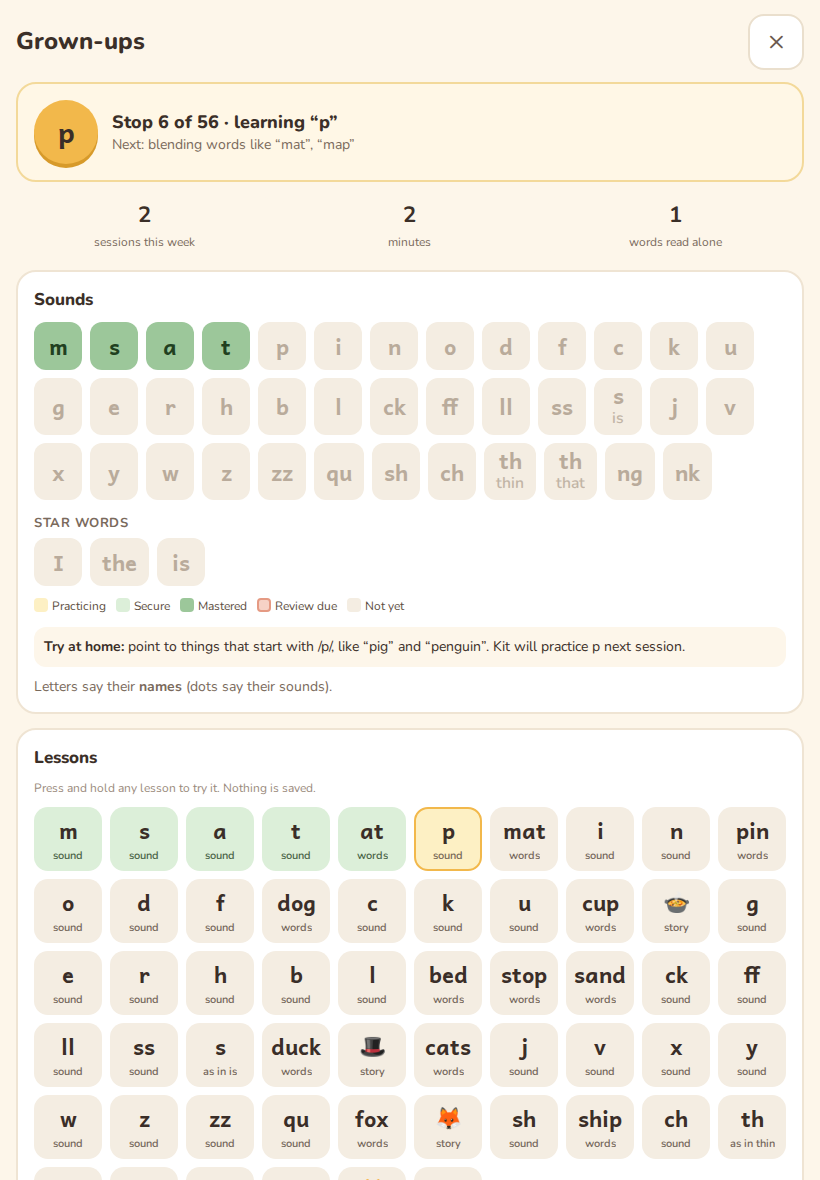 Grown-ups
×
p
Stop 6 of 56 · learning “p”
Next: blending words like “mat”, “map”
2 2 1
sessions this week minutes words read alone
Sounds
m s a t p i n o d f c k u
g e r h b l ck ff ll ss s j v
is
x y w z zz qu sh ch th th ng nk
thin that
STAR WORDS
I the is
Practicing Secure Mastered Review due Not yet
Try at home: point to things that start with /p/, like “pig” and “penguin”. Kit will practice p next session.
Letters say their names (dots say their sounds).
Lessons
Press and hold any lesson to try it. Nothing is saved.
m s a t at p mat i n pin
sound sound sound sound words sound words sound sound words
o d f dog c k u cup g
sound sound sound words sound sound sound words story sound
e r h b l bed stop sand ck ff
sound sound sound sound sound words words words sound sound
ll ss s duck cats j v x y
sound sound as in is words story words sound sound sound sound
w z zz qu fox sh ship ch th
sound sound sound sound words story sound words sound as in thin